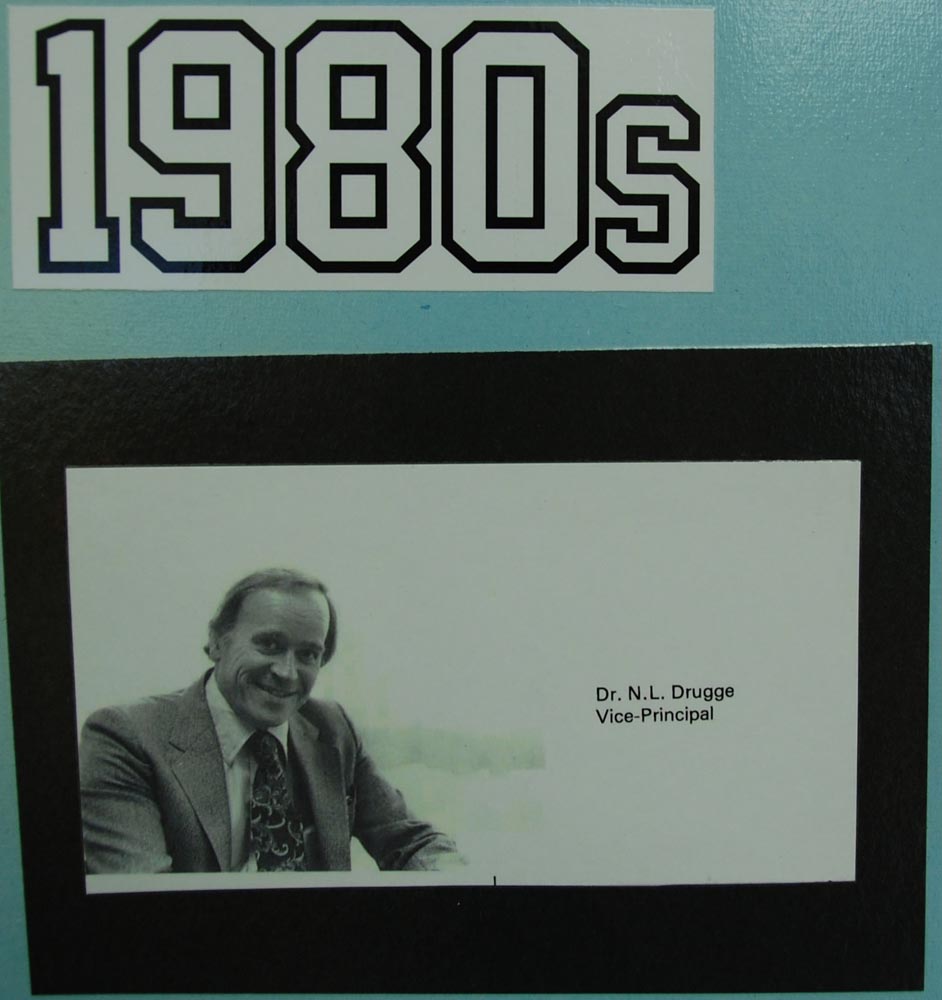 1980s
Dr. N.L. Drugge
Vice-Principal